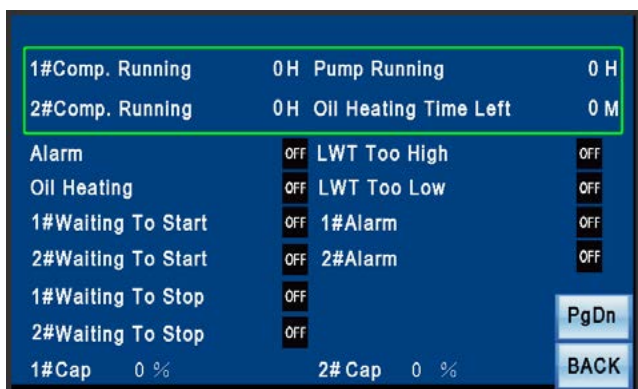 1#Comp. Running 0 H Pump Running 0 H
2#Comp. Running 0 H Oil Heating Time Left 0 M
Alarm OFF LWT Too High OFF
Oil Heating OFF LWT Too Low OFF
1#Waiting To Start OFF 1#Alarm OFF
2#Waiting To Start OFF 2#Alarm OFF
1#Waiting To Stop OFF
PgDn
2#Waiting To Stop OFF
1#Cap 0 % 2# Cap 0 % BACK